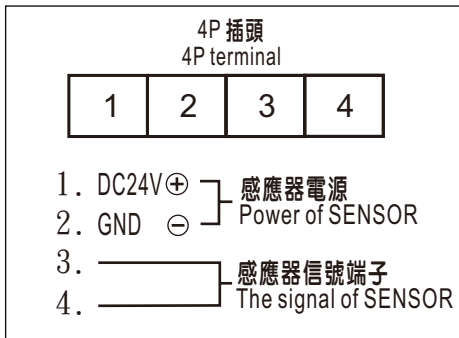 4P 插頭
4P terminal
1 2 3 4
1. DC24V⊕ 感應器電源
2. GND ⊖ Power of SENSOR
3. 感應器信號端子
4. The signal of SENSOR